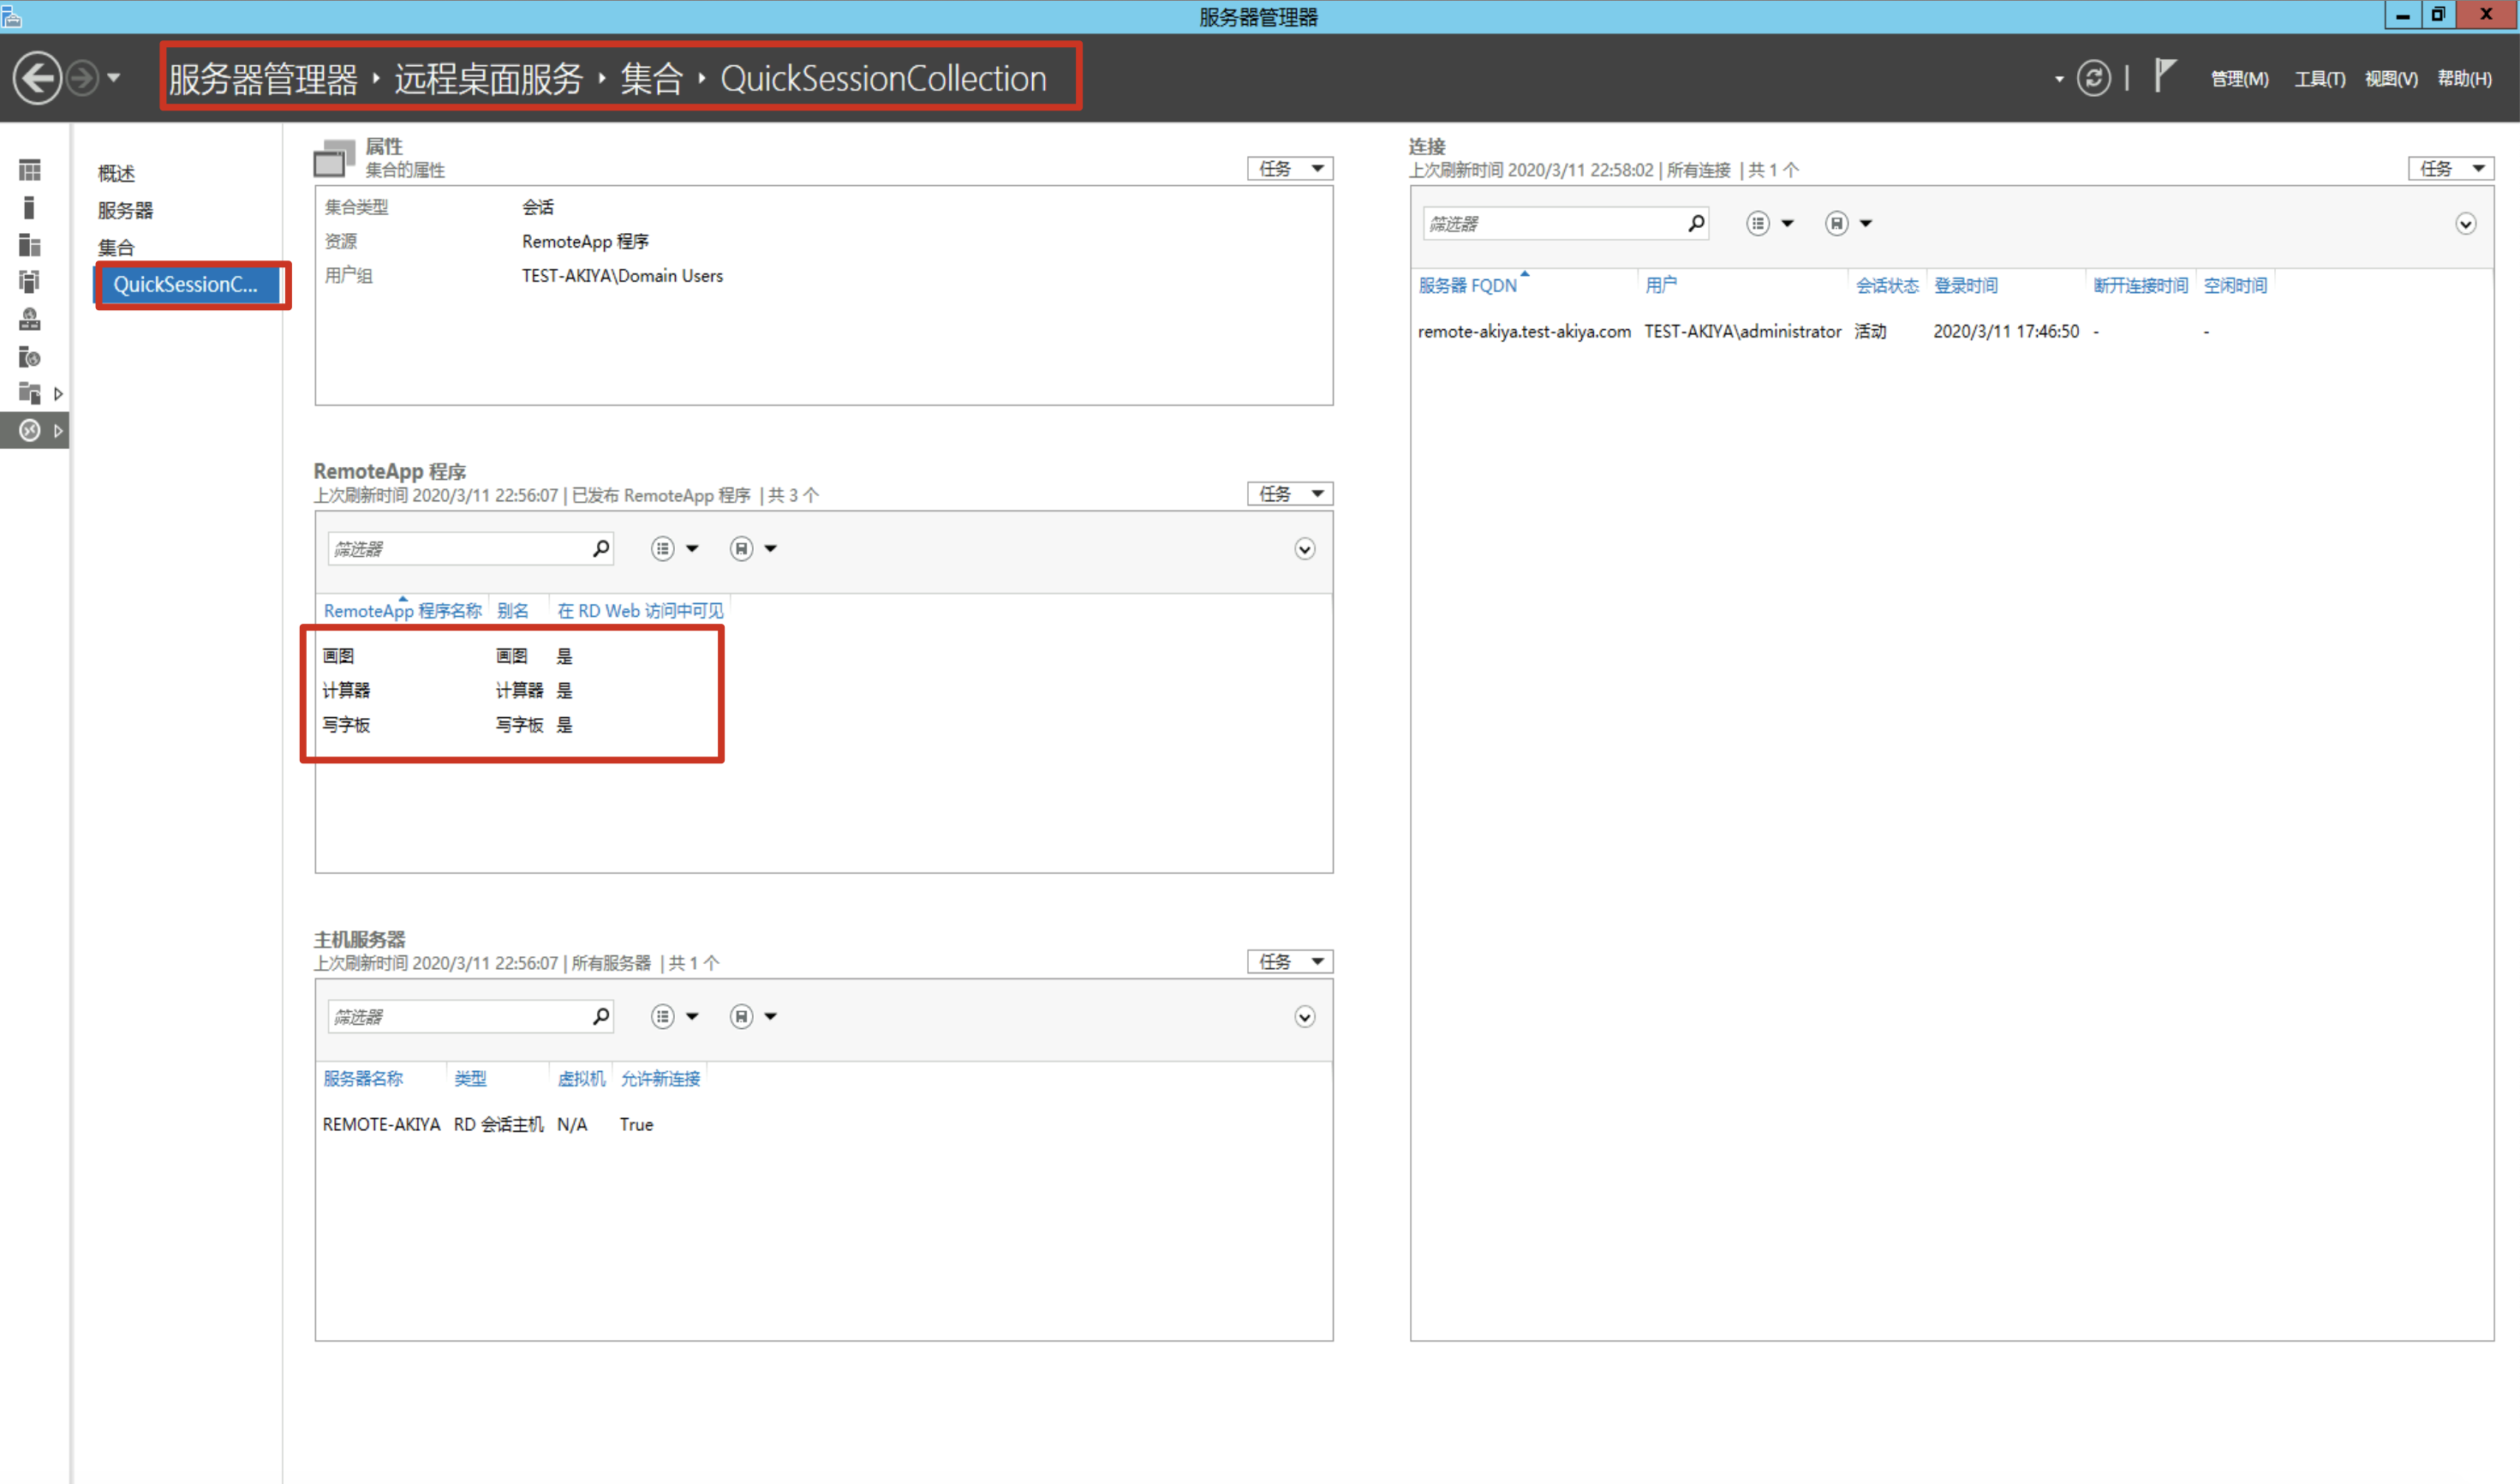 服务器管理器
服务器管理器 ‣ 远程桌面服务 ‣ 集合 ‣ QuickSessionCollection
管理(M) 工具(T) 视图(V) 帮助(H)
概述
服务器
集合
QuickSessionC...
属性
集合的属性
任务
集合类型 会话
资源 RemoteApp 程序
用户组 TEST-AKIYA\Domain Users
RemoteApp 程序
上次刷新时间 2020/3/11 22:56:07 | 已发布 RemoteApp 程序 | 共 3 个
任务
筛选器
RemoteApp 程序名称 别名 在 RD Web 访问中可见
画图 画图 是
计算器 计算器 是
写字板 写字板 是
主机服务器
上次刷新时间 2020/3/11 22:56:07 | 所有服务器 | 共 1 个
任务
筛选器
服务器名称 类型 虚拟机 允许新连接
REMOTE-AKIYA RD 会话主机 N/A True
连接
上次刷新时间 2020/3/11 22:58:02 | 所有连接 | 共 1 个
任务
筛选器
服务器 FQDN 用户 会话状态 登录时间 断开连接时间 空闲时间
remote-akiya.test-akiya.com TEST-AKIYA\administrator 活动 2020/3/11 17:46:50 - -